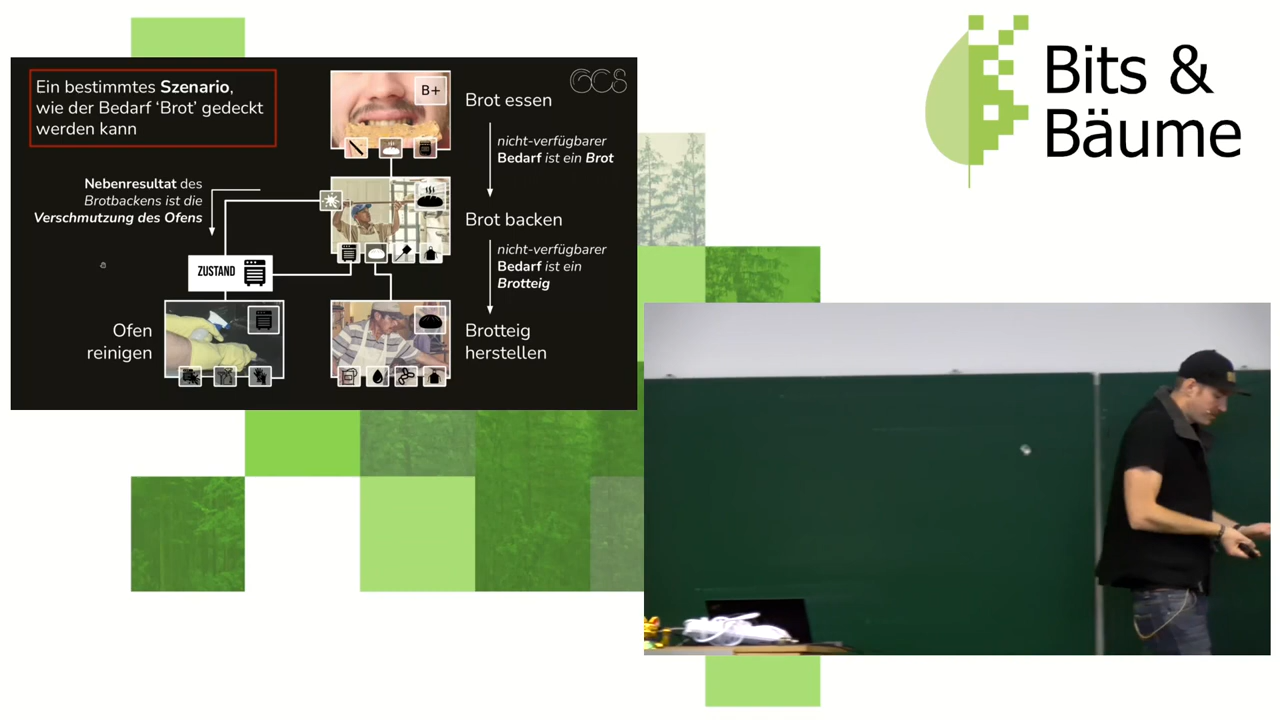 Ein bestimmtes Szenario,
wie der Bedarf ‘Brot’ gedeckt
werden kann
B+
GCS
Brot essen
nicht-verfügbarer
Bedarf ist ein Brot
Nebenresultat des
Brotbackens ist die
Verschmutzung des Ofens
Brot backen
nicht-verfügbarer
Bedarf ist ein
Brotteig
ZUSTAND
Ofen
reinigen
Brotteig
herstellen
Bits &
Bäume